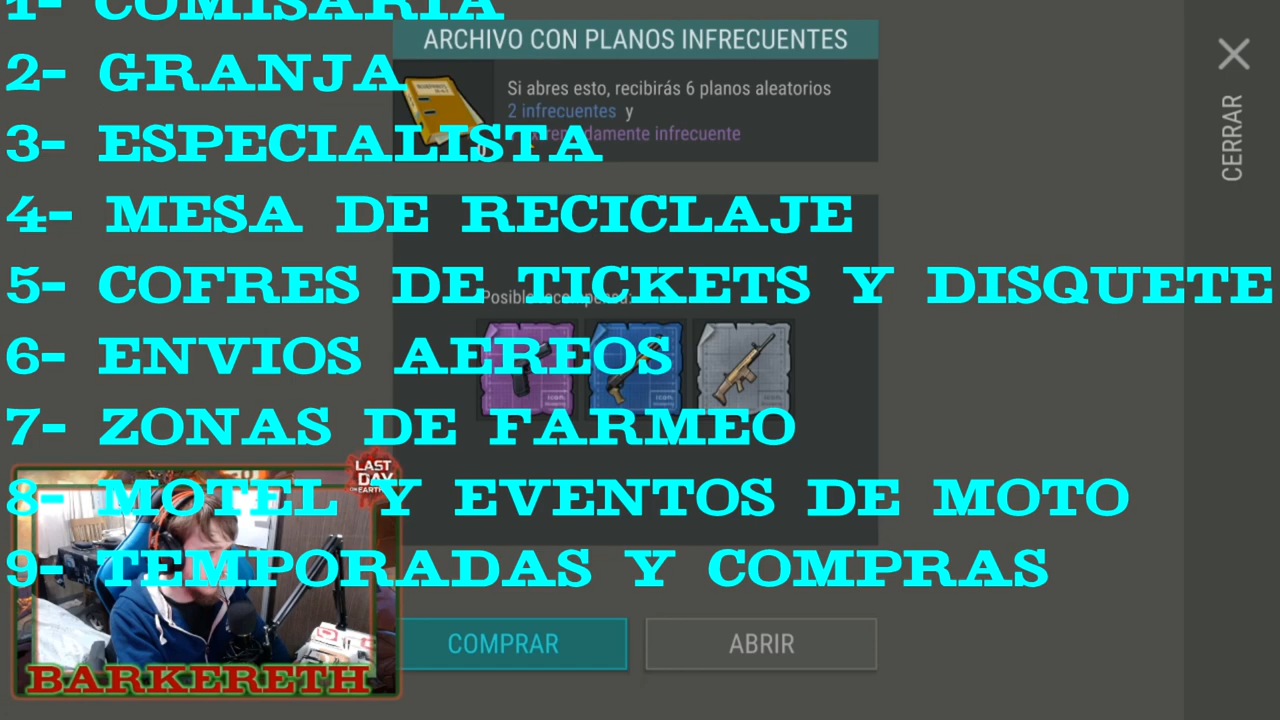 1- COMISARIA
ARCHIVO CON PLANOS INFRECUENTES
2- GRANJA
Si abres esto, recibirás 6 planos aleatorios
2 infrecuentes y
infrecuente
3- ESPECIALISTA
4- MESA DE RECICLAJE
5- COFRES DE TICKETS Y DISQUETE
6- ENVIOS AEREOS
7- ZONAS DE FARMEO
8- MOTEL Y EVENTOS DE MOTO
9- TEMPORADAS Y COMPRAS
LAST
DAY
ON EARTH
BARKERETH
COMPRAR
ABRIR
CERRAR